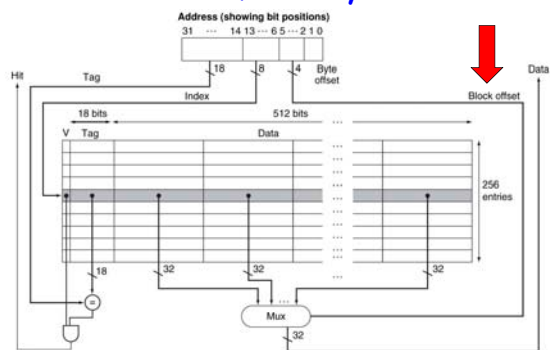 Address (showing bit positions)
31 ··· 14 13 ··· 6 5 ··· 2 1 0
18 8 4 Byte offset
Hit Tag Data
Index Block offset
18 bits 512 bits ...
V Tag Data
...
...
...
...
256 entries
...
...
...
...
18 32 32 ... 32
= ...
Mux
32